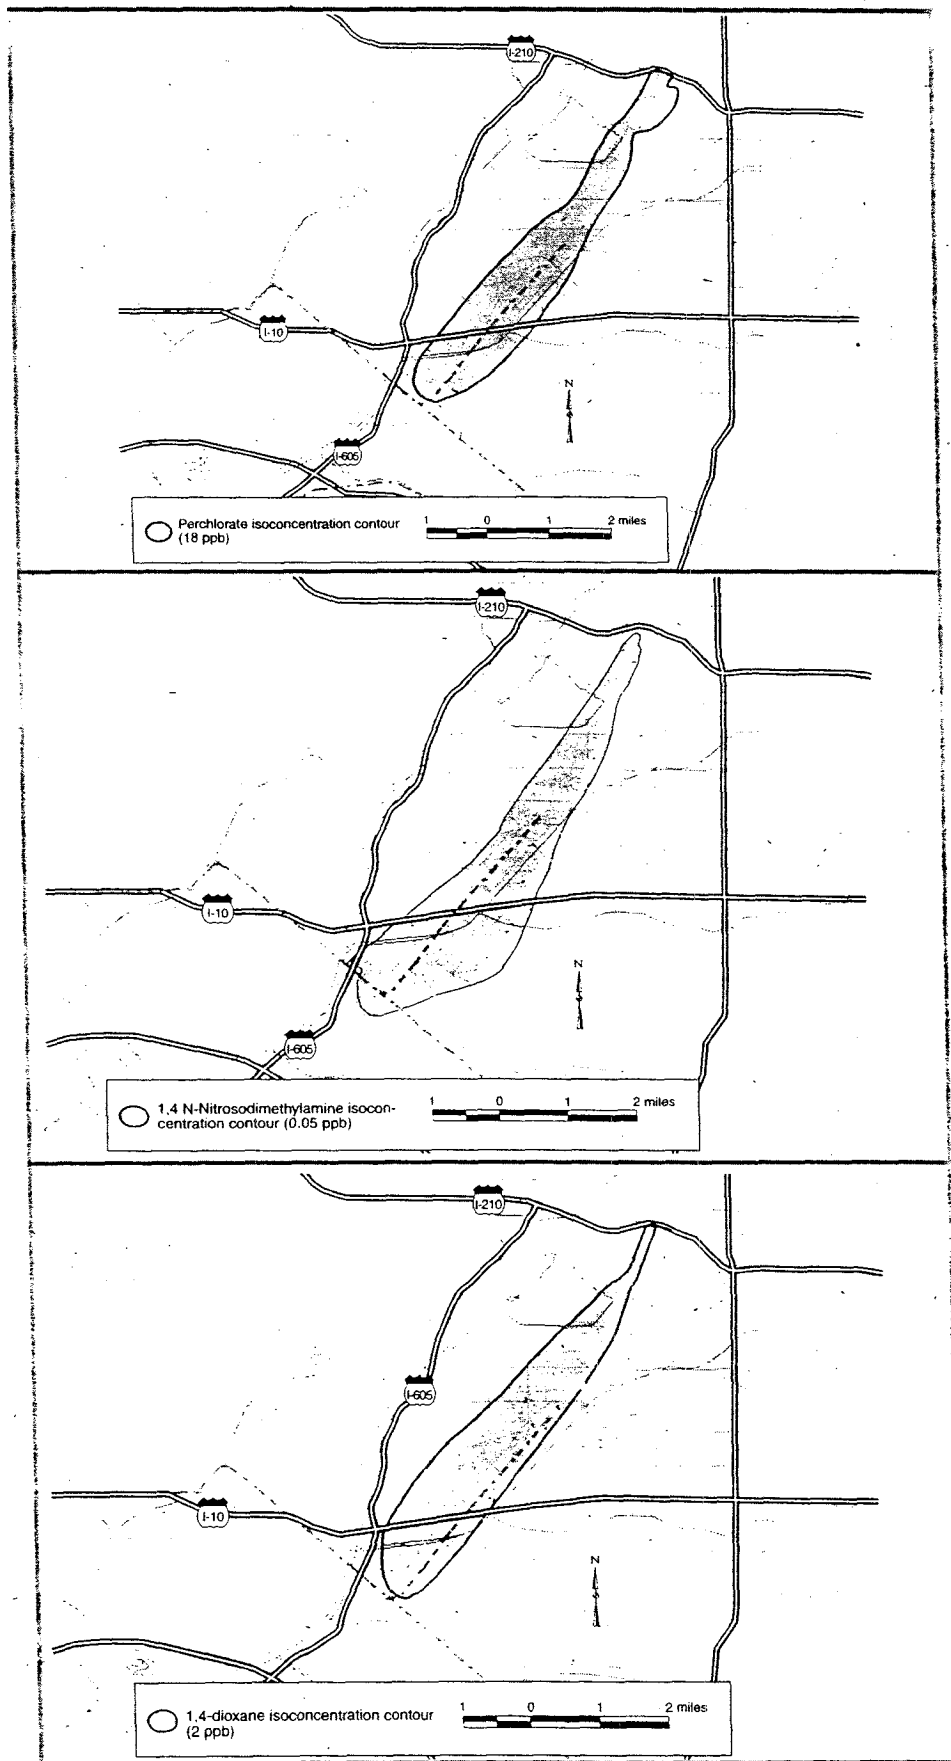 I-210
I-10
N
I-605
Perchlorate isoconcentration contour
(18 ppb)
1 0 1 2 miles
I-210
I-10
N
I-605
1,4 N-Nitrosodimethylamine isocon-
centration contour (0.05 ppb)
1 0 1 2 miles
I-210
I-605
I-10
N
1,4-dioxane isoconcentration contour
(2 ppb)
1 0 1 2 miles